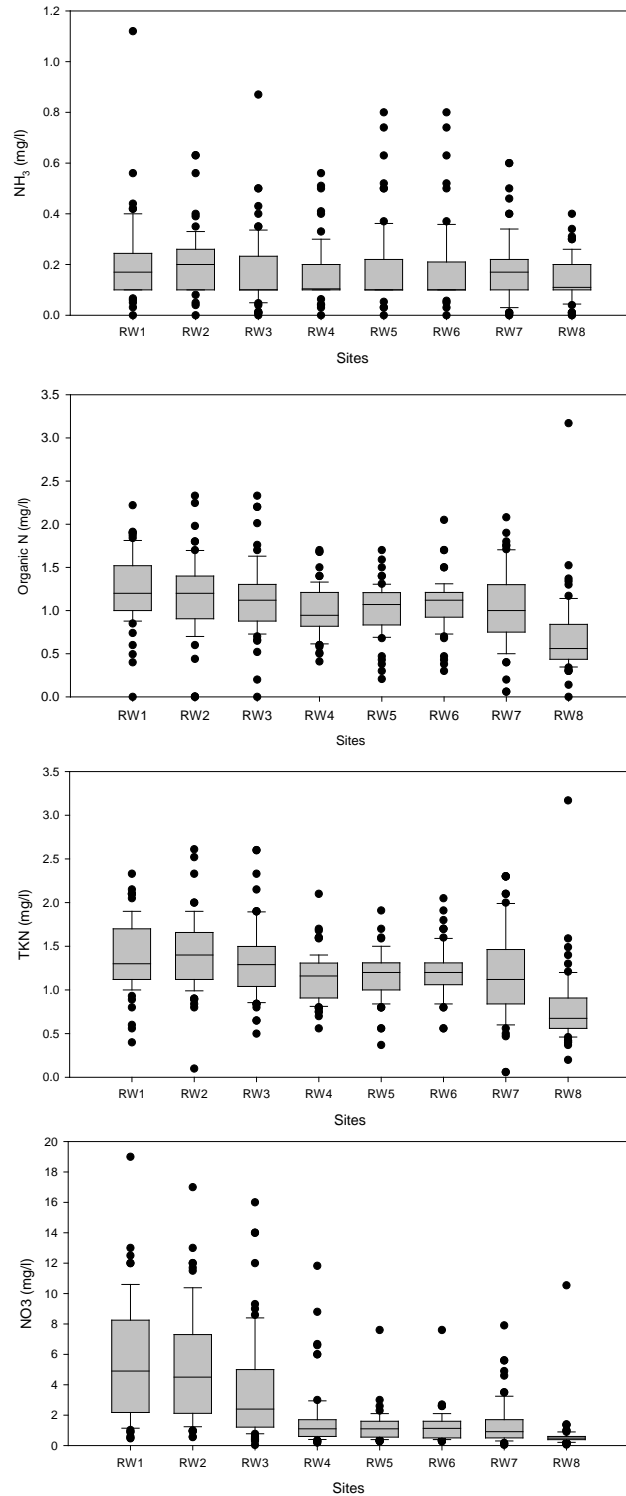 1.2
1.0
0.8
0.6
0.4
0.2
0.0
NH3 (mg/l)
RW1 RW2 RW3 RW4 RW5 RW6 RW7 RW8
Sites
3.5
3.0
2.5
2.0
1.5
1.0
0.5
0.0
Organic N (mg/l)
RW1 RW2 RW3 RW4 RW5 RW6 RW7 RW8
Sites
3.5
3.0
2.5
2.0
1.5
1.0
0.5
0.0
TKN (mg/l)
RW1 RW2 RW3 RW4 RW5 RW6 RW7 RW8
Sites
20
18
16
14
12
10
8
6
4
2
0
NO3 (mg/l)
RW1 RW2 RW3 RW4 RW5 RW6 RW7 RW8
Sites